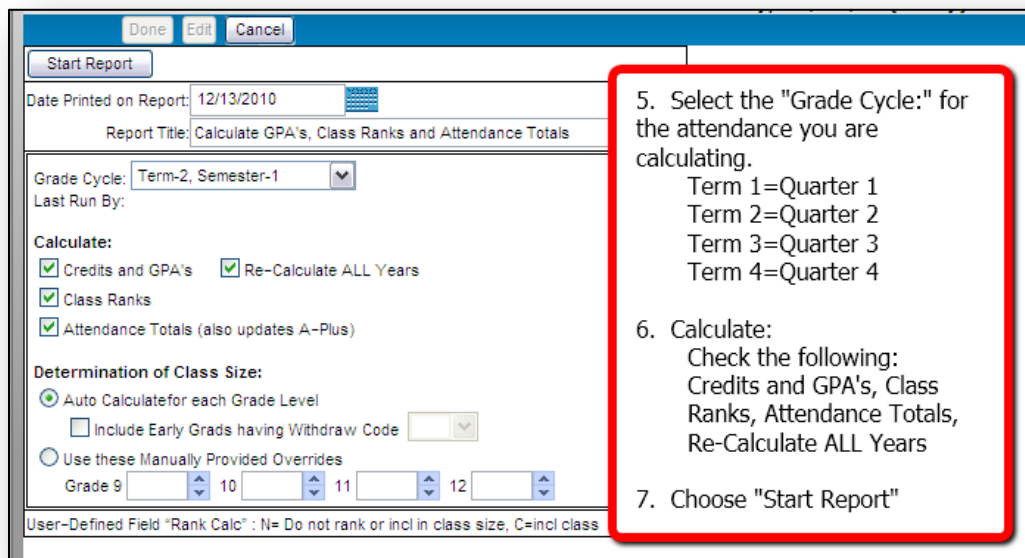 Done Edit Cancel
Start Report
Date Printed on Report: 12/13/2010
Report Title: Calculate GPA's, Class Ranks and Attendance Totals
Grade Cycle: Term-2, Semester-1
Last Run By:
Calculate:
Credits and GPA's Re-Calculate ALL Years
Class Ranks
Attendance Totals (also updates A-Plus)
Determination of Class Size:
Auto Calculatefor each Grade Level
Include Early Grads having Withdraw Code
Use these Manually Provided Overrides
Grade 9 10 11 12
User-Defined Field "Rank Calc" : N= Do not rank or incl in class size, C=incl class
5. Select the "Grade Cycle:" for
the attendance you are
calculating.
Term 1=Quarter 1
Term 2=Quarter 2
Term 3=Quarter 3
Term 4=Quarter 4
6. Calculate:
Check the following:
Credits and GPA's, Class
Ranks, Attendance Totals,
Re-Calculate ALL Years
7. Choose "Start Report"